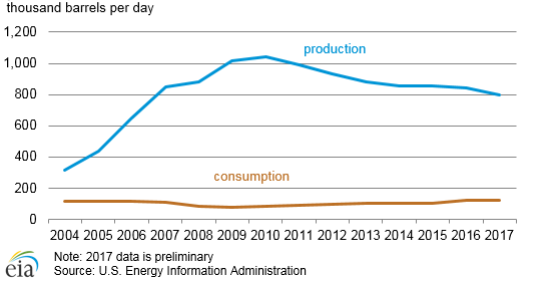 thousand barrels per day
1,200
production
1,000
800
600
400
consumption
200
0
2004 2005 2006 2007 2008 2009 2010 2011 2012 2013 2014 2015 2016 2017
eia
Note: 2017 data is preliminary
Source: U.S. Energy Information Administration